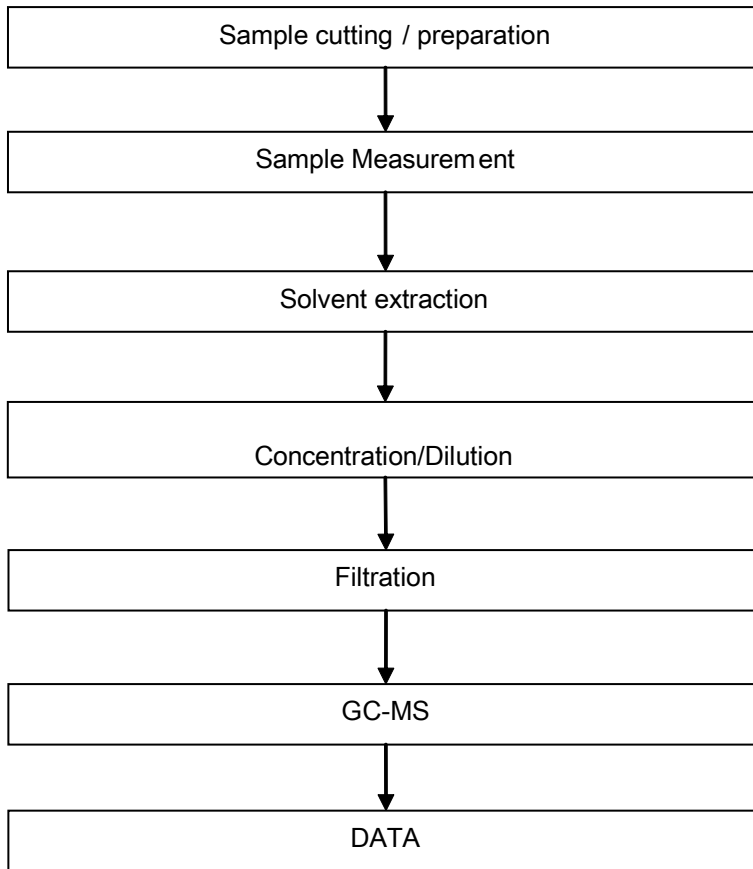 Sample cutting / preparation
Sample Measurement
Solvent extraction
Concentration/Dilution
Filtration
GC-MS
DATA